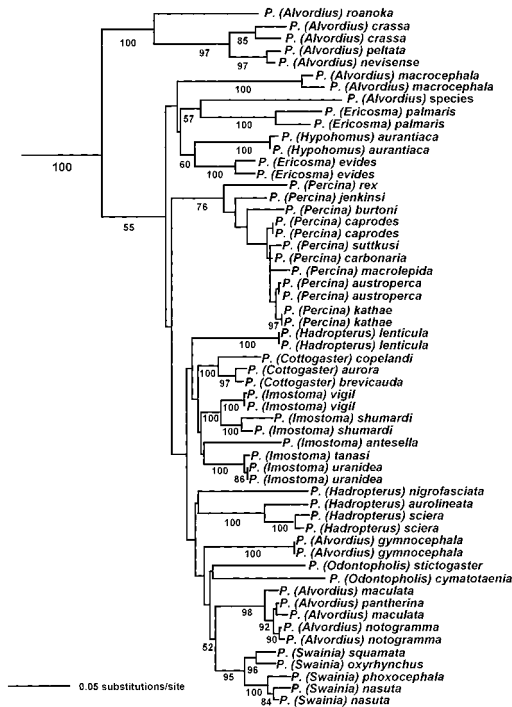 P. (Alvordius) roanoka
P. (Alvordius) crassa
100
85
P. (Alvordius) crassa
97
P. (Alvordius) peltata
97
P. (Alvordius) nevisense
P. (Alvordius) macrocephala
100
P. (Alvordius) macrocephala
P. (Alvordius) species
57
P. (Ericosma) palmaris
100
P. (Ericosma) palmaris
P. (Hypohomus) aurantiaca
100
P. (Hypohomus) aurantiaca
60
P. (Ericosma) evides
100
100
P. (Ericosma) evides
P. (Percina) rex
76
P. (Percina) jenkinsi
55
P. (Percina) burtoni
P. (Percina) caprodes
P. (Percina) caprodes
P. (Percina) suttkusi
P. (Percina) carbonaria
P. (Percina) macrolepida
P. (Percina) austroperca
P. (Percina) austroperca
P. (Percina) kathae
97
P. (Percina) kathae
P. (Hadropterus) lenticula
100
P. (Hadropterus) lenticula
P. (Cottogaster) copelandi
100
P. (Cottogaster) aurora
97
P. (Cottogaster) brevicauda
P. (Imostoma) vigil
100
P. (Imostoma) vigil
100
P. (Imostoma) shumardi
100
P. (Imostoma) shumardi
P. (Imostoma) antesella
P. (Imostoma) tanasi
100
P. (Imostoma) uranidea
86
P. (Imostoma) uranidea
P. (Hadropterus) nigrofasciata
P. (Hadropterus) aurolineata
100
P. (Hadropterus) sciera
100
P. (Hadropterus) sciera
P. (Alvordius) gymnocephala
100
P. (Alvordius) gymnocephala
P. (Odontopholis) stictogaster
P. (Odontopholis) cymatotaenia
P. (Alvordius) maculata
98
P. (Alvordius) pantherina
P. (Alvordius) maculata
92
P. (Alvordius) notogramma
90
P. (Alvordius) notogramma
52
P. (Swainia) squamata
96
P. (Swainia) oxyrhynchus
95
P. (Swainia) phoxocephala
100
P. (Swainia) nasuta
84
P. (Swainia) nasuta
0.05 substitutions/site